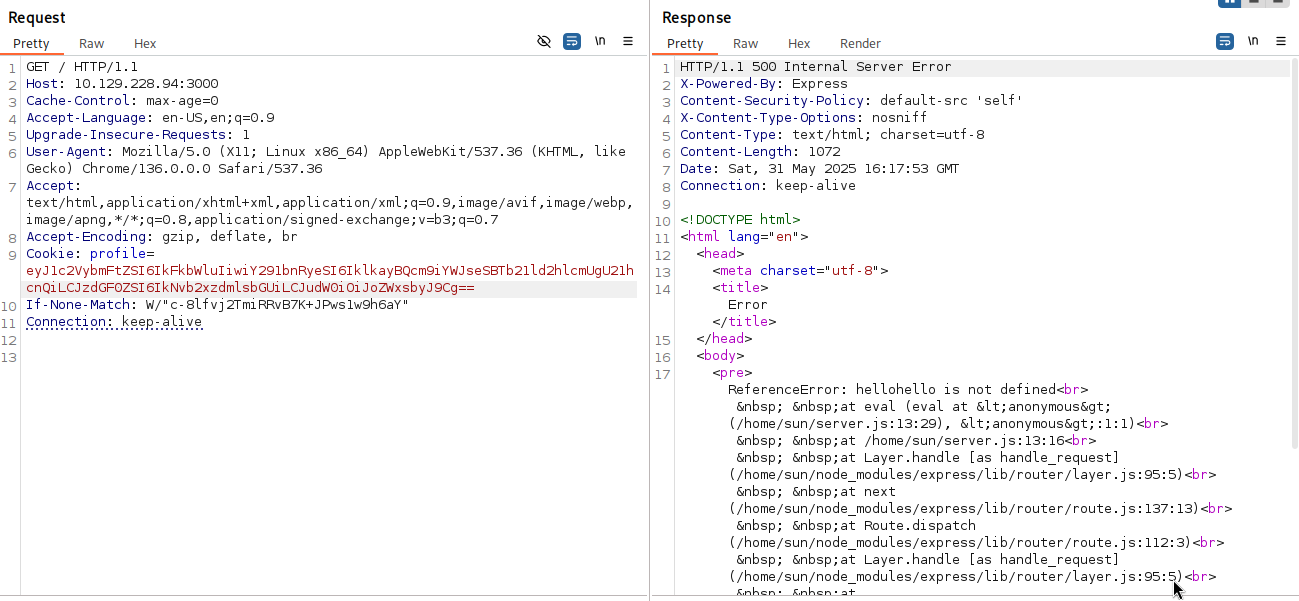 Request
Pretty Raw Hex
\n
1 GET / HTTP/1.1
2 Host: 10.129.228.94:3000
3 Cache-Control: max-age=0
4 Accept-Language: en-US,en;q=0.9
5 Upgrade-Insecure-Requests: 1
6 User-Agent: Mozilla/5.0 (X11; Linux x86_64) AppleWebKit/537.36 (KHTML, like
Gecko) Chrome/136.0.0.0 Safari/537.36
7 Accept:
text/html,application/xhtml+xml,application/xml;q=0.9,image/avif,image/webp,
image/apng,*/*;q=0.8,application/signed-exchange;v=b3;q=0.7
8 Accept-Encoding: gzip, deflate, br
9 Cookie: profile=
eyJ1c2VybmFtZSI6IkFkbWluIiwiY291bnRyeSI6IklkayBQcm9iYWJseSBTb21ld2hlcmUgU21h
cnQiLCJzdGF0ZSI6IkNvb2xzdmlsbGUiLCJudW0iOiJoZWxsbyJ9Cg==
10 If-None-Match: W/"c-8lfvj2TmiRRvB7K+JPws1w9h6aY"
11 Connection: keep-alive
12
13
Response
Pretty Raw Hex Render
\n
1 HTTP/1.1 500 Internal Server Error
2 X-Powered-By: Express
3 Content-Security-Policy: default-src 'self'
4 X-Content-Type-Options: nosniff
5 Content-Type: text/html; charset=utf-8
6 Content-Length: 1072
7 Date: Sat, 31 May 2025 16:17:53 GMT
8 Connection: keep-alive
9
10 <!DOCTYPE html>
11 <html lang="en">
12 <head>
13 <meta charset="utf-8">
14 <title>
Error
</title>
15 </head>
16 <body>
17 <pre>
ReferenceError: hellohello is not defined<br>
&nbsp; &nbsp;at eval (eval at &lt;anonymous&gt;
(/home/sun/server.js:13:29), &lt;anonymous&gt;:1:1)<br>
&nbsp; &nbsp;at /home/sun/server.js:13:16<br>
&nbsp; &nbsp;at Layer.handle [as handle_request]
(/home/sun/node_modules/express/lib/router/layer.js:95:5)<br>
&nbsp; &nbsp;at next
(/home/sun/node_modules/express/lib/router/route.js:137:13)<br>
&nbsp; &nbsp;at Route.dispatch
(/home/sun/node_modules/express/lib/router/route.js:112:3)<br>
&nbsp; &nbsp;at Layer.handle [as handle_request]
(/home/sun/node_modules/express/lib/router/layer.js:95:5)<br>
&nbsp; &nbsp;at